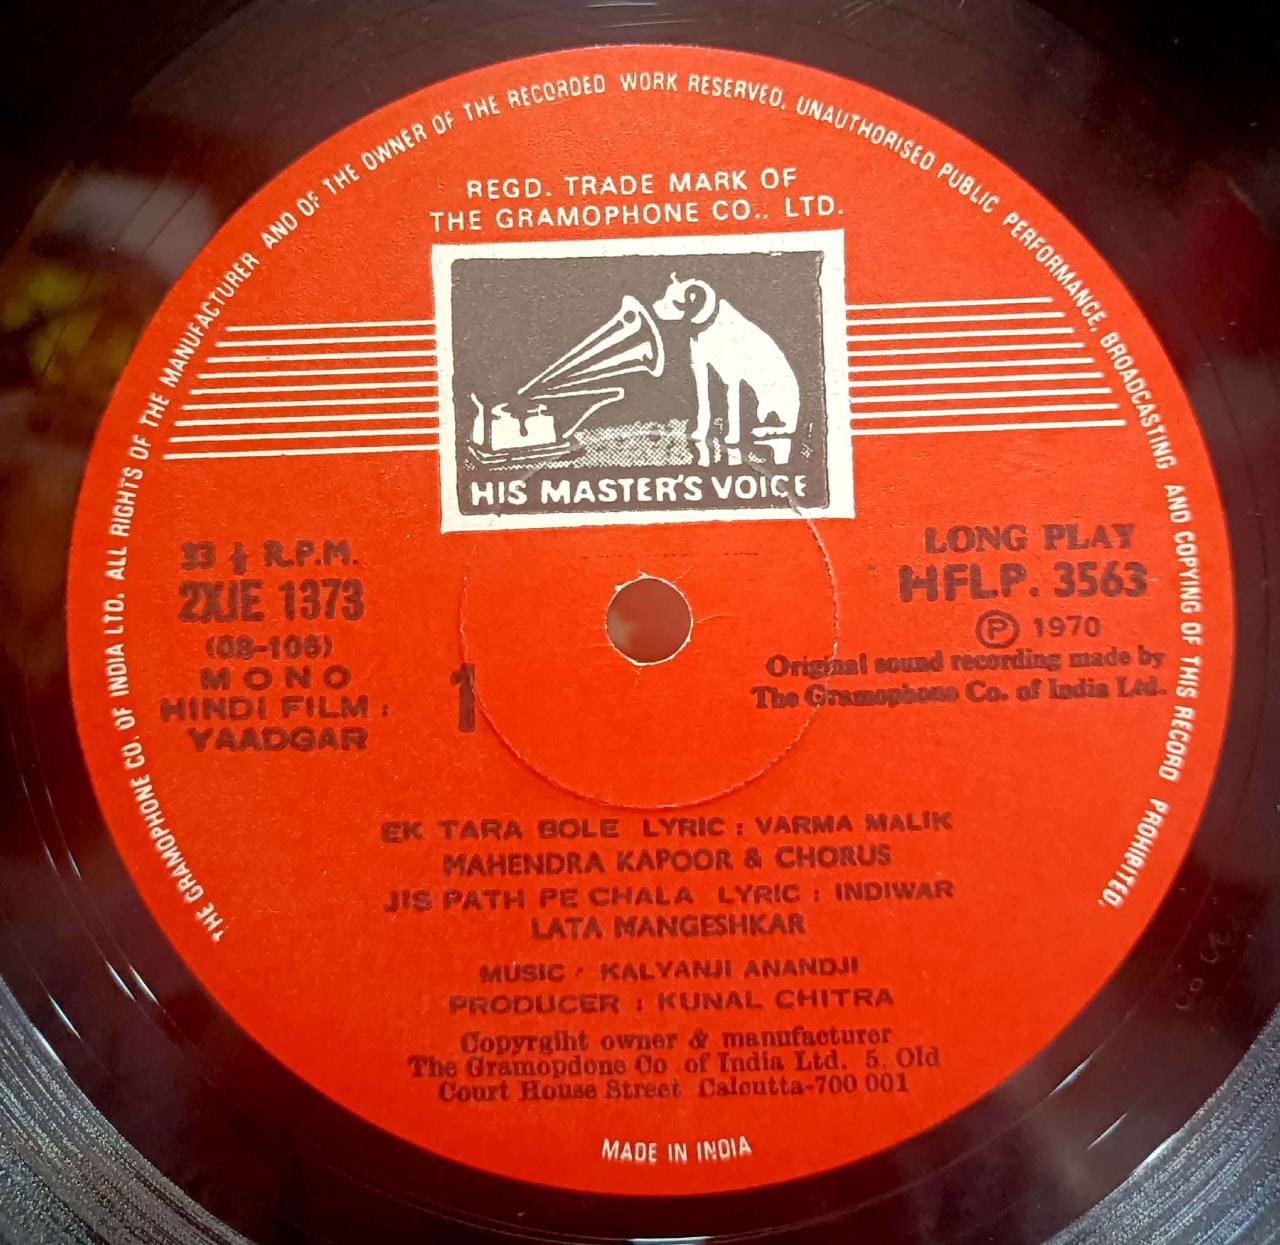 THE GRAMOPHONE CO. OF INDIA LTD. ALL RIGHTS OF THE MANUFACTURER AND OF THE OWNER OF THE RECORDED WORK RESERVED. UNAUTHORISED PUBLIC PERFORMANCE, BROADCASTING AND COPYING OF THIS RECORD PROHIBITED.
REGD. TRADE MARK OF
THE GRAMOPHONE CO., LTD.
HIS MASTER'S VOICE
33 ⅓ R.P.M.
2XJE 1373
(08-106)
MONO
HINDI FILM :
YAADGAR
1
LONG PLAY
HFLP. 3563
Ⓟ 1970
Original sound recording made by
The Gramophone Co. of India Ltd.
EK TARA BOLE LYRIC : VARMA MALIK
MAHENDRA KAPOOR & CHORUS
JIS PATH PE CHALA LYRIC : INDIWAR
LATA MANGESHKAR
MUSIC : KALYANJI ANANDJI
PRODUCER : KUNAL CHITRA
Copyrgiht owner & manufacturer
The Gramopdone Co of India Ltd. 5, Old
Court House Street Calcutta-700 001
MADE IN INDIA